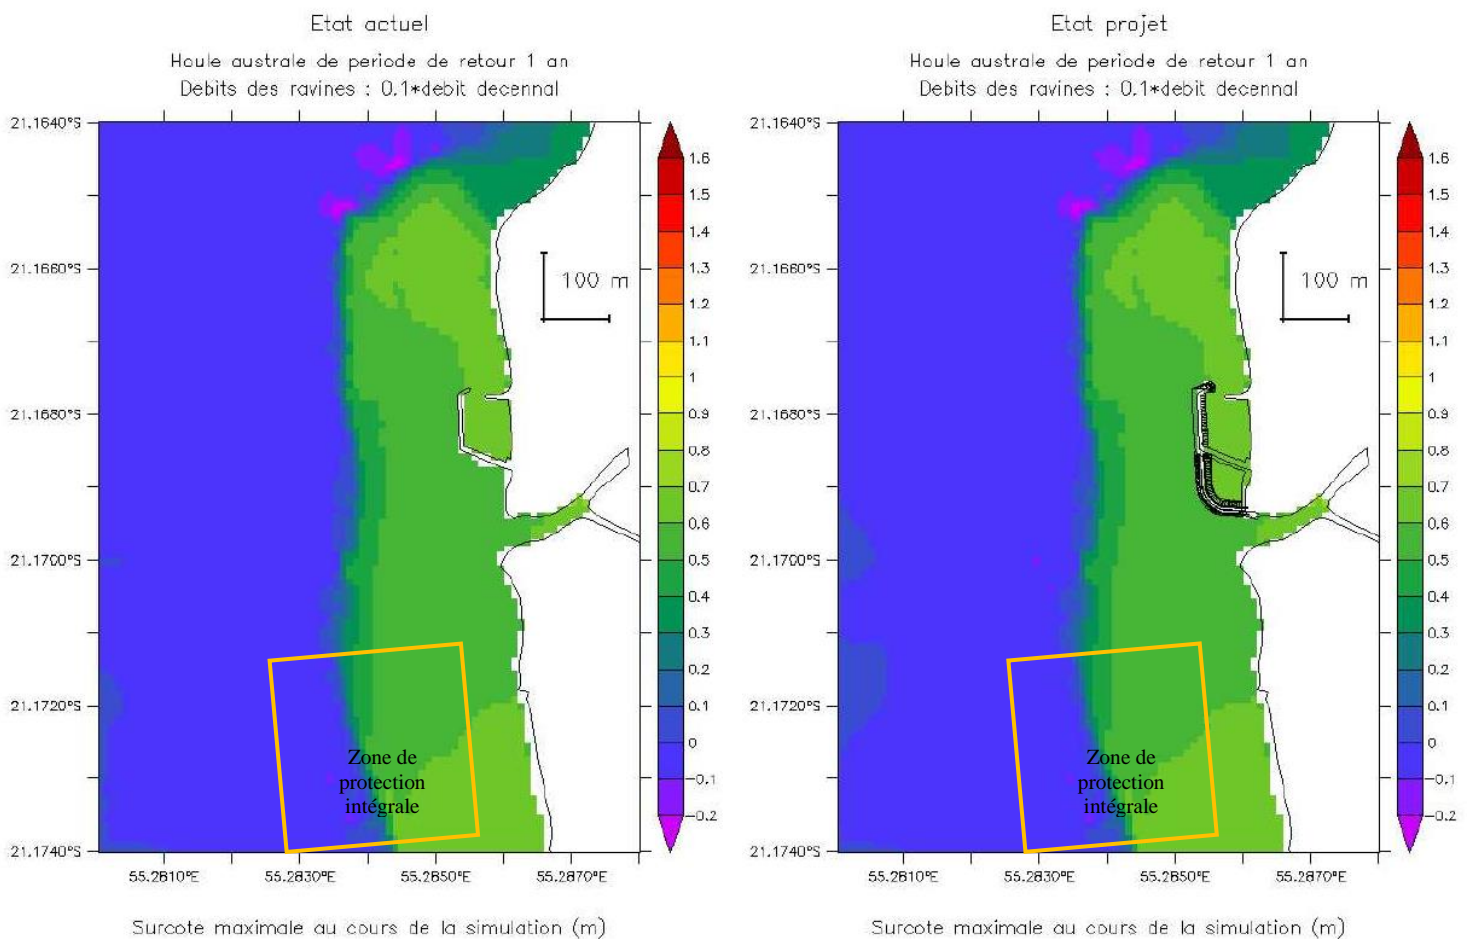 Etat actuel
Houle australe de periode de retour 1 an
Debits des ravines : 0.1*debit decennal
21.1640°S
21.1660°S
21.1680°S
21.1700°S
21.1720°S
21.1740°S
100 m
Zone de
protection
intégrale
55.2810°E
55.2830°E
55.2850°E
55.2870°E
1.6
1.5
1.4
1.3
1.2
1.1
1
0.9
0.8
0.7
0.6
0.5
0.4
0.3
0.2
0.1
0
-0.1
-0.2
Surcote maximale au cours de la simulation (m)
Etat projet
Houle australe de periode de retour 1 an
Debits des ravines : 0.1*debit decennal
21.1640°S
21.1660°S
21.1680°S
21.1700°S
21.1720°S
21.1740°S
100 m
Zone de
protection
intégrale
55.2810°E
55.2830°E
55.2850°E
55.2870°E
1.6
1.5
1.4
1.3
1.2
1.1
1
0.9
0.8
0.7
0.6
0.5
0.4
0.3
0.2
0.1
0
-0.1
-0.2
Surcote maximale au cours de la simulation (m)